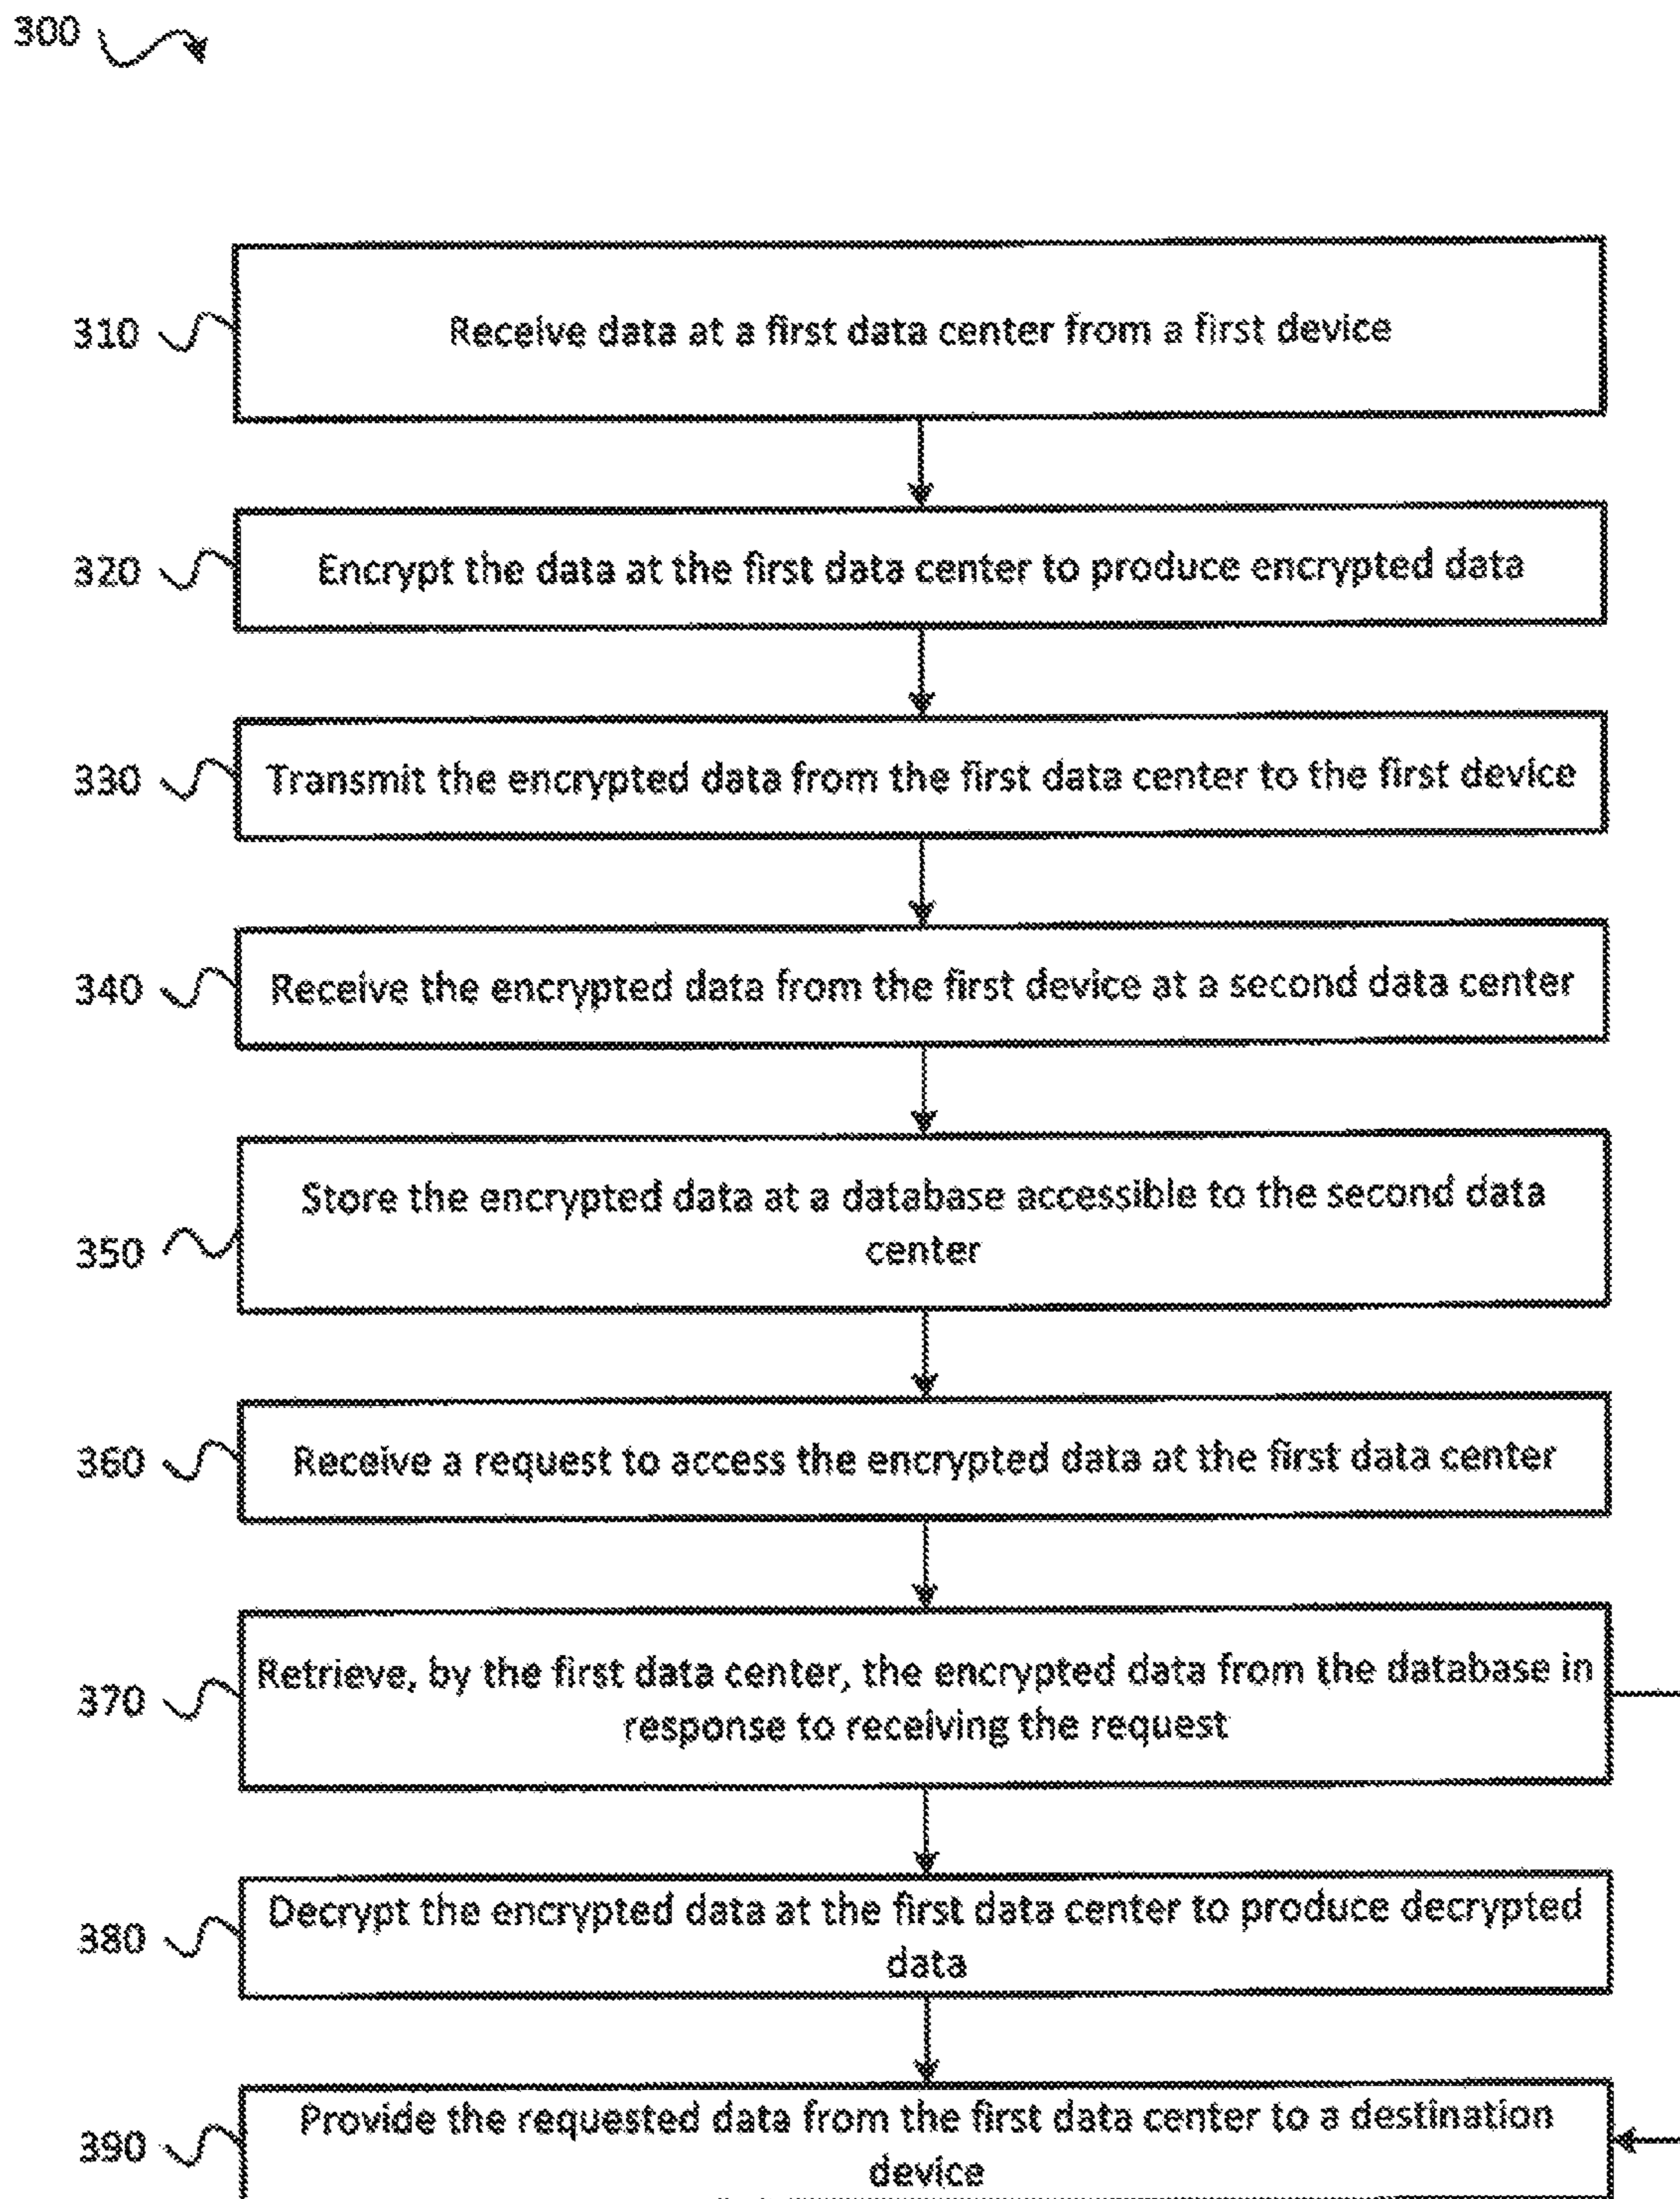 300
310
Receive data at a first data center from a first device
320
Encrypt the data at the first data center to produce encrypted data
330
Transmit the encrypted data from the first data center to the first device
340
Receive the encrypted data from the first device at a second data center
350
Store the encrypted data at a database accessible to the second data
center
360
Receive a request to access the encrypted data at the first data center
370
Retrieve, by the first data center, the encrypted data from the database in
response to receiving the request
380
Decrypt the encrypted data at the first data center to produce decrypted
data
390
Provide the requested data from the first data center to a destination
device